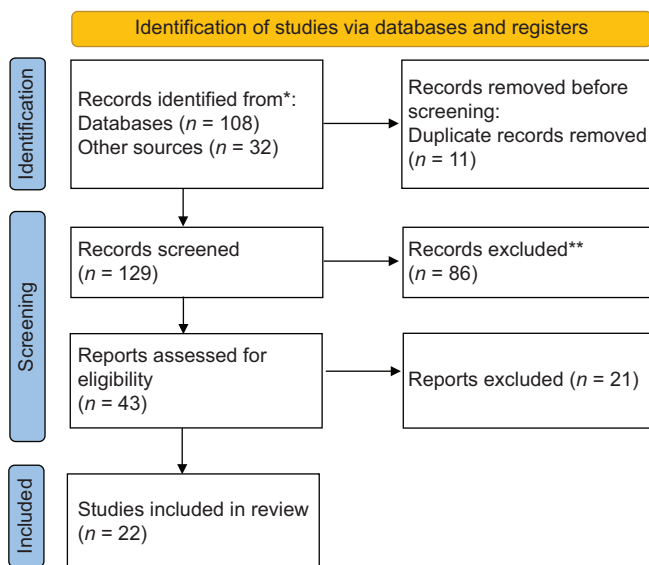 Identification of studies via databases and registers
Identification
Records identified from*:
Databases (n = 108)
Other sources (n = 32)
Records removed before
screening:
Duplicate records removed
(n = 11)
Screening
Records screened
(n = 129)
Records excluded**
(n = 86)
Reports assessed for
eligibility
(n = 43)
Reports excluded (n = 21)
Included
Studies included in review
(n = 22)